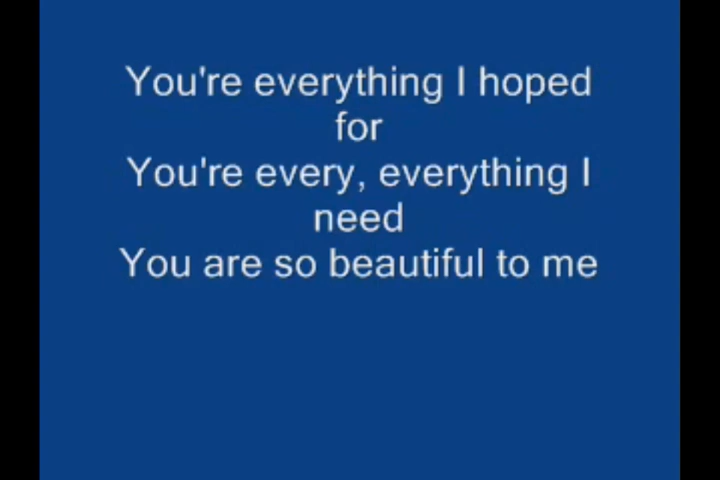 You're everything I hoped
for
You're every, everything I
need
You are so beautiful to me